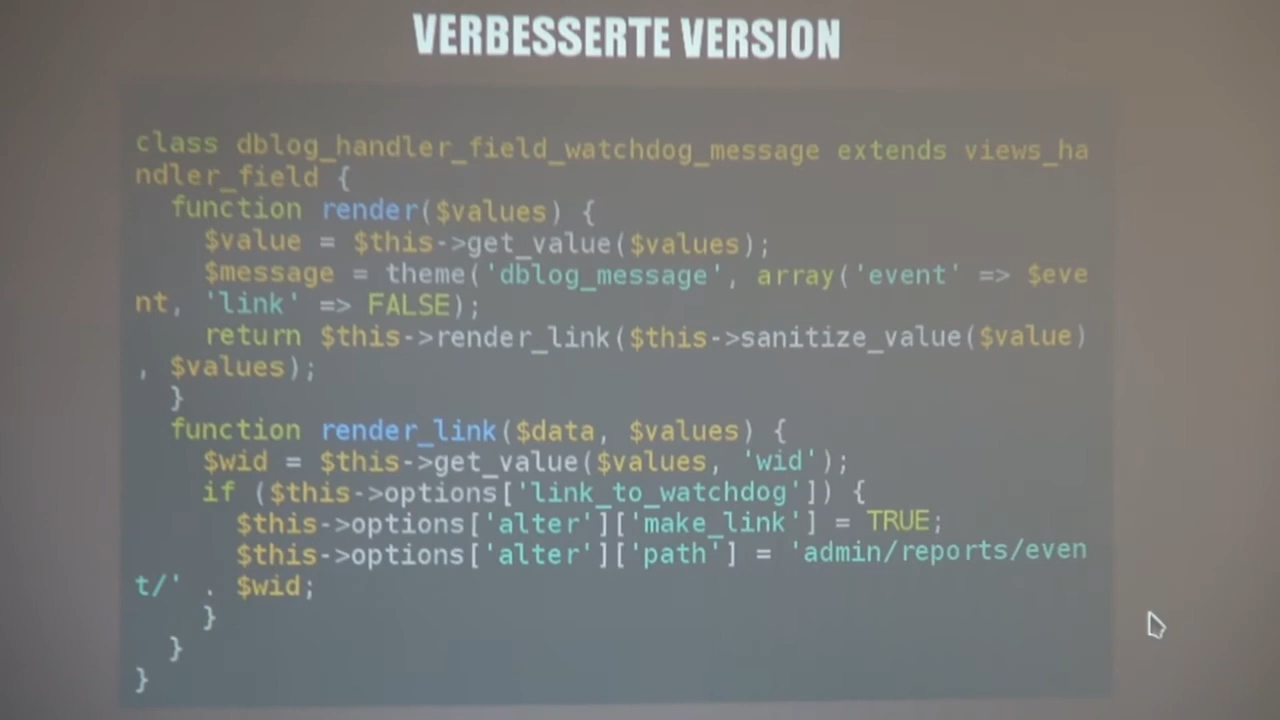 VERBESSERTE VERSION
class dblog_handler_field_watchdog_message extends views_ha
ndler_field {
function render($values) {
$value = $this->get_value($values);
$message = theme('dblog_message', array('event' => $eve
nt, 'link' => FALSE);
return $this->render_link($this->sanitize_value($value)
, $values);
}
function render_link($data, $values) {
$wid = $this->get_value($values, 'wid');
if ($this->options['link_to_watchdog']) {
$this->options['alter']['make_link'] = TRUE;
$this->options['alter']['path'] = 'admin/reports/even
t/' . $wid;
}
}
}